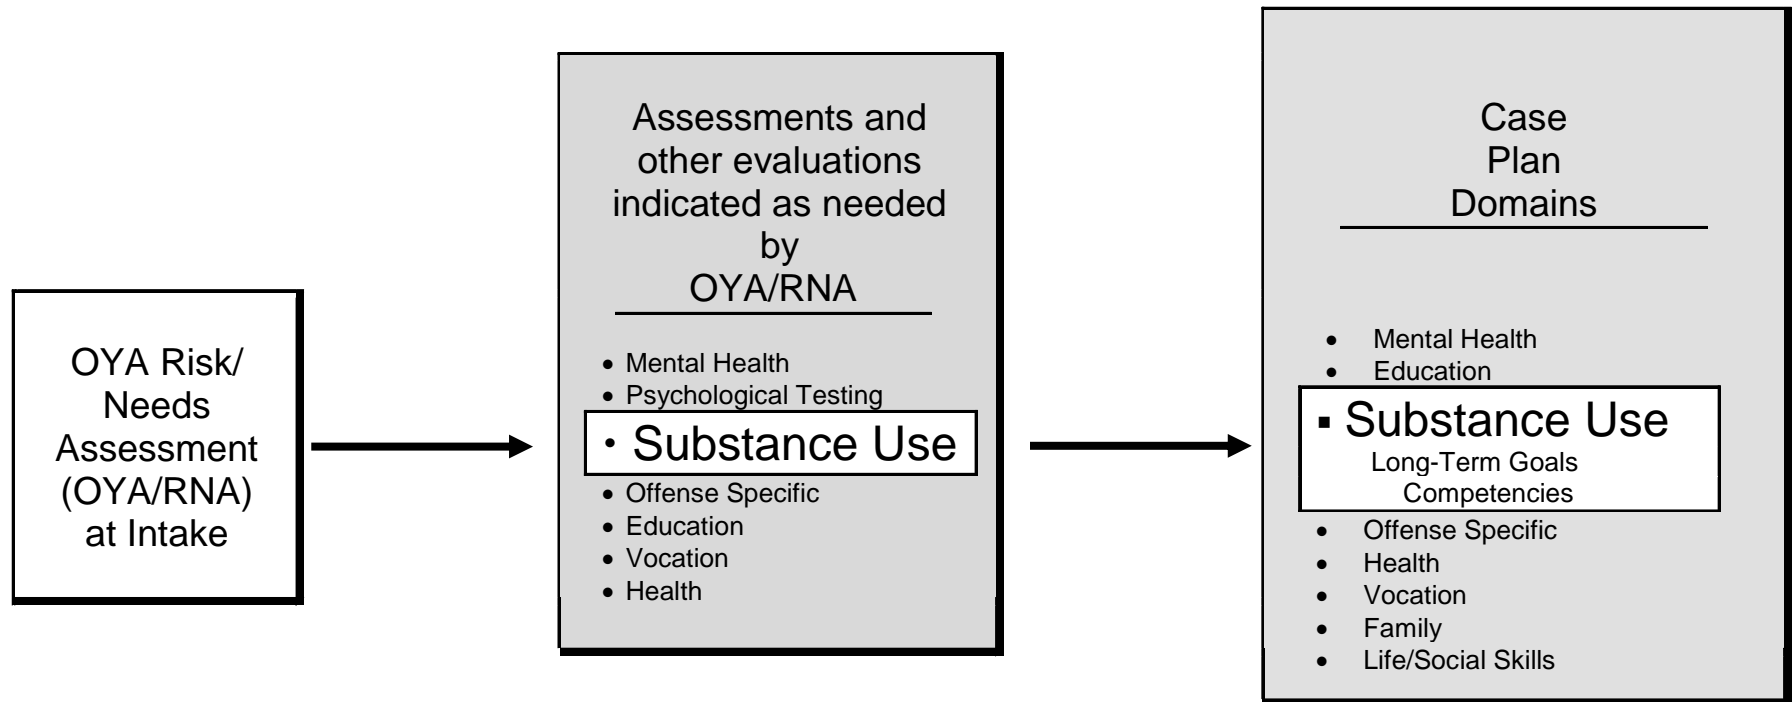 OYA Risk/
Needs
Assessment
(OYA/RNA)
at Intake
Assessments and
other evaluations
indicated as needed
by
OYA/RNA
• Mental Health
• Psychological Testing
· Substance Use
• Offense Specific
• Education
• Vocation
• Health
Case
Plan
Domains
• Mental Health
• Education
▪ Substance Use
Long-Term Goals
Competencies
• Offense Specific
• Health
• Vocation
• Family
• Life/Social Skills